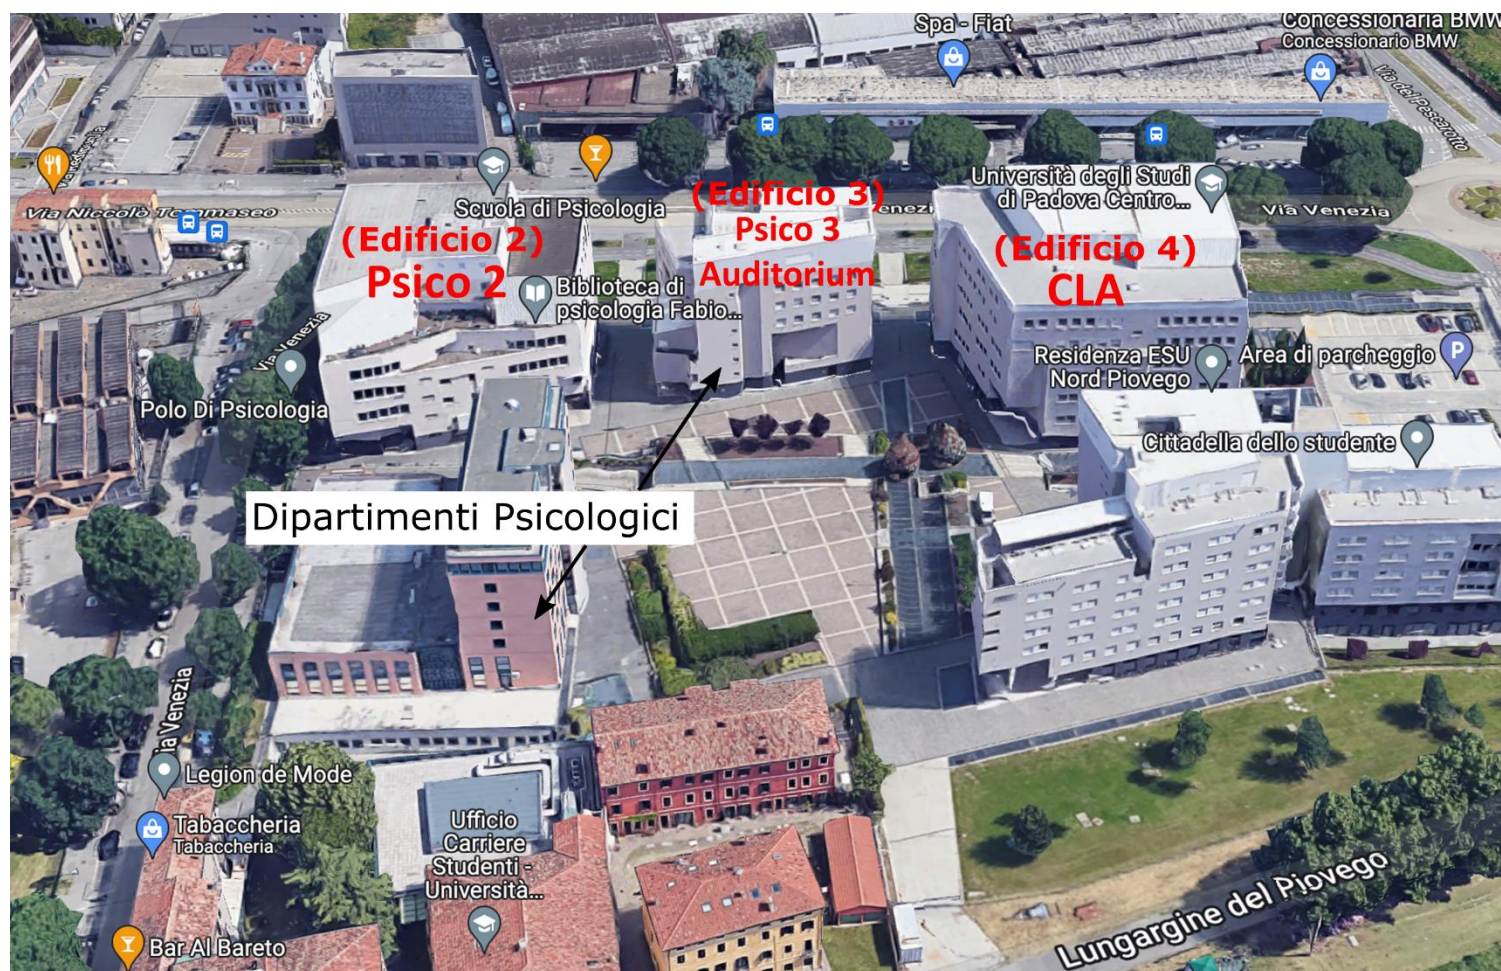 Spa - Fiat
Concessionaria BMW
Concessionario BMW
Via del Pescarotto
Università degli Studi
di Padova Centro...
Via Niccolò Tommaseo
Scuola di Psicologia
(Edificio 2)
Psico 2
(Edificio 3)
Psico 3
Auditorium
Venezi
Via Venezia
(Edificio 4)
CLA
Biblioteca di
psicologia Fabio...
Via Venezia
Polo Di Psicologia
Residenza ESU
Nord Piovego
Area di parcheggio
P
Cittadella dello studente
Dipartimenti Psicologici
ia Venezia
Legion de Mode
Tabaccheria
Tabaccheria
Ufficio
Carriere
Studenti -
Università...
Bar Al Bareto
Lungargine del Piovego